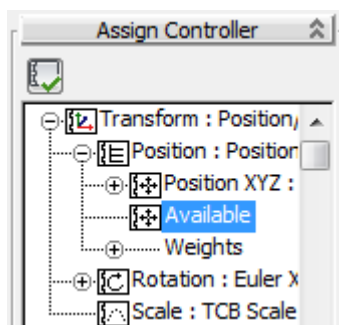 Assign Controller
Transform : Position/
Position : Position
Position XYZ :
Available
Weights
Rotation : Euler X
Scale : TCB Scale